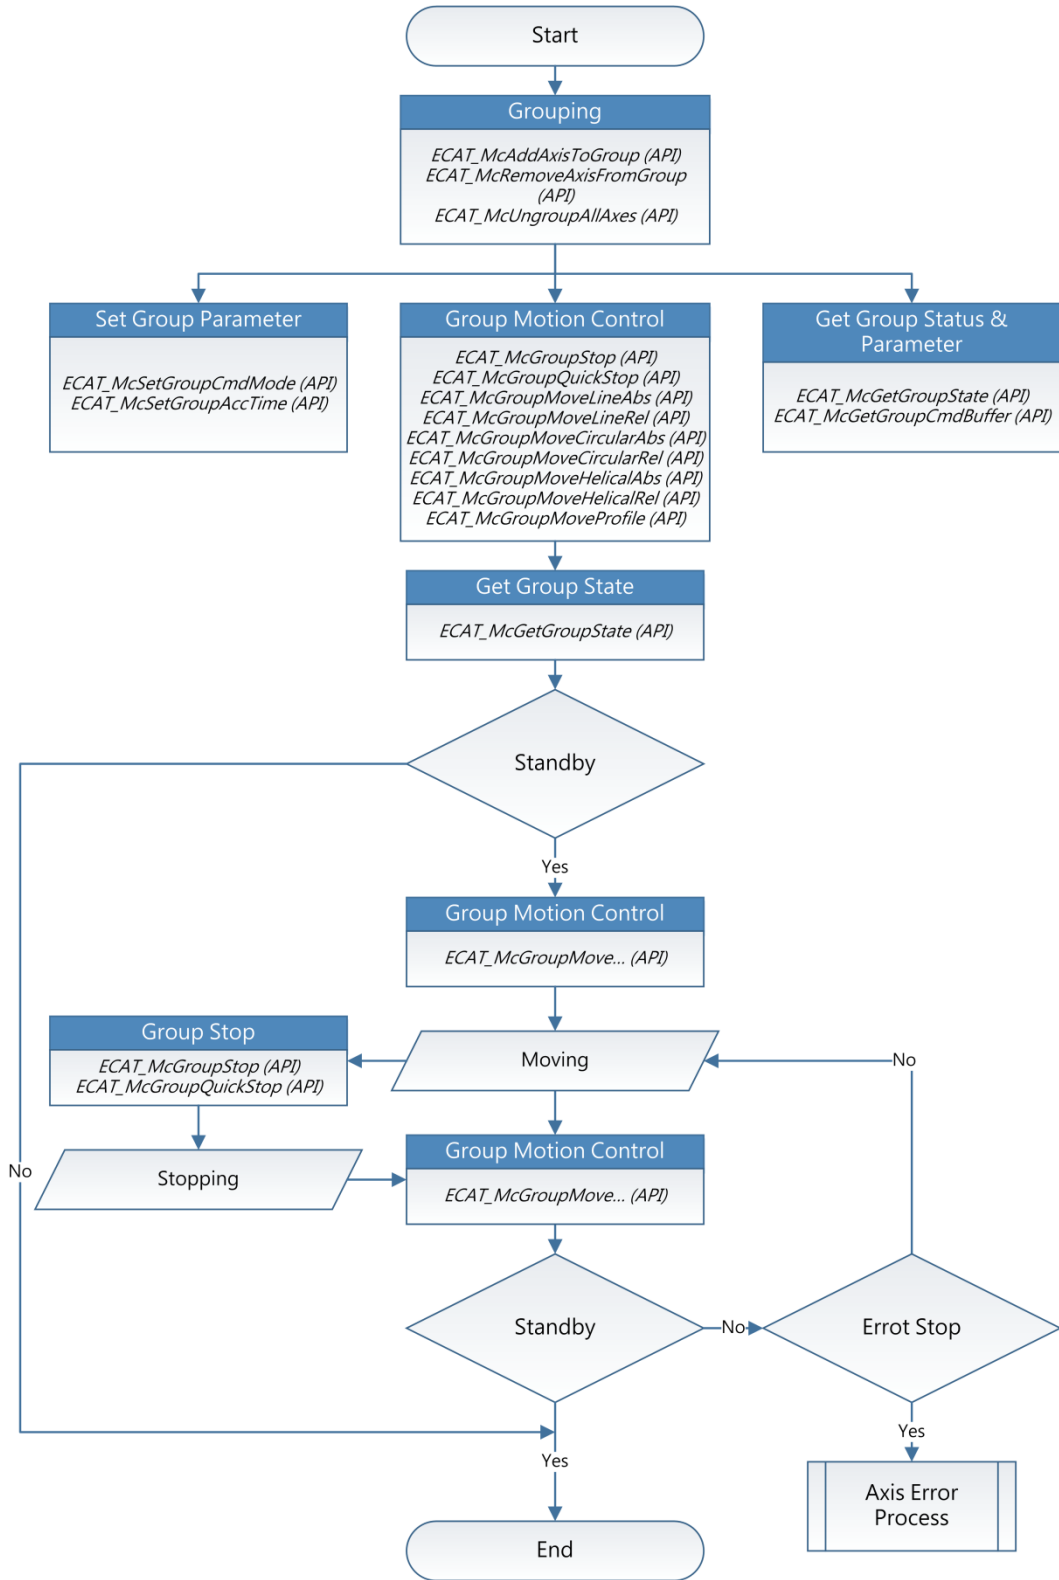 Start
Grouping
ECAT_McAddAxisToGroup (API)
ECAT_McRemoveAxisFromGroup
(API)
ECAT_McUngroupAllAxes (API)
Set Group Parameter
ECAT_McSetGroupCmdMode (API)
ECAT_McSetGroupAccTime (API)
Group Motion Control
ECAT_McGroupStop (API)
ECAT_McGroupQuickStop (API)
ECAT_McGroupMoveLineAbs (API)
ECAT_McGroupMoveLineRel (API)
ECAT_McGroupMoveCircularAbs (API)
ECAT_McGroupMoveCircularRel (API)
ECAT_McGroupMoveHelicalAbs (API)
ECAT_McGroupMoveHelicalRel (API)
ECAT_McGroupMoveProfile (API)
Get Group Status &
Parameter
ECAT_McGetGroupState (API)
ECAT_McGetGroupCmdBuffer (API)
Get Group State
ECAT_McGetGroupState (API)
Standby
Yes
Group Motion Control
ECAT_McGroupMove... (API)
Group Stop
ECAT_McGroupStop (API)
ECAT_McGroupQuickStop (API)
Moving
No
Stopping
Group Motion Control
ECAT_McGroupMove... (API)
No
Standby
No
Errot Stop
Yes
Yes
Axis Error
Process
End